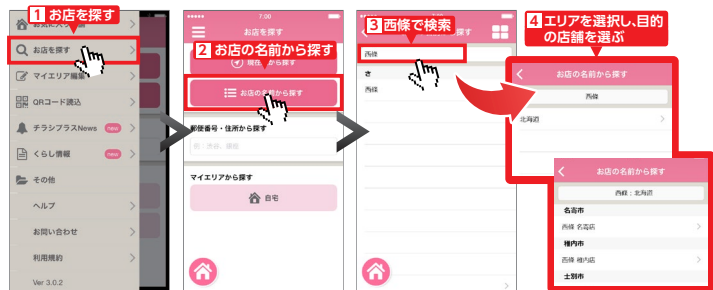 1 お店を探す
お店を探す
マイエリア編集
QRコード読込
チラシプラスNews new
くらし情報 new
その他
ヘルプ
お問い合わせ
利用規約
Ver 3.0.2
7:00
お店を探す
2 お店の名前から探す
お店の名前から探す
郵便番号・住所から探す
例：渋谷、銀座
マイエリアから探す
自宅
3 西條で検索
西條
さ
西條
4 エリアを選択し、目的
の店舗を選ぶ
お店の名前から探す
西條
北海道
お店の名前から探す
西條：北海道
名寄市
西條 名寄店
稚内市
西條 稚内店
士別市